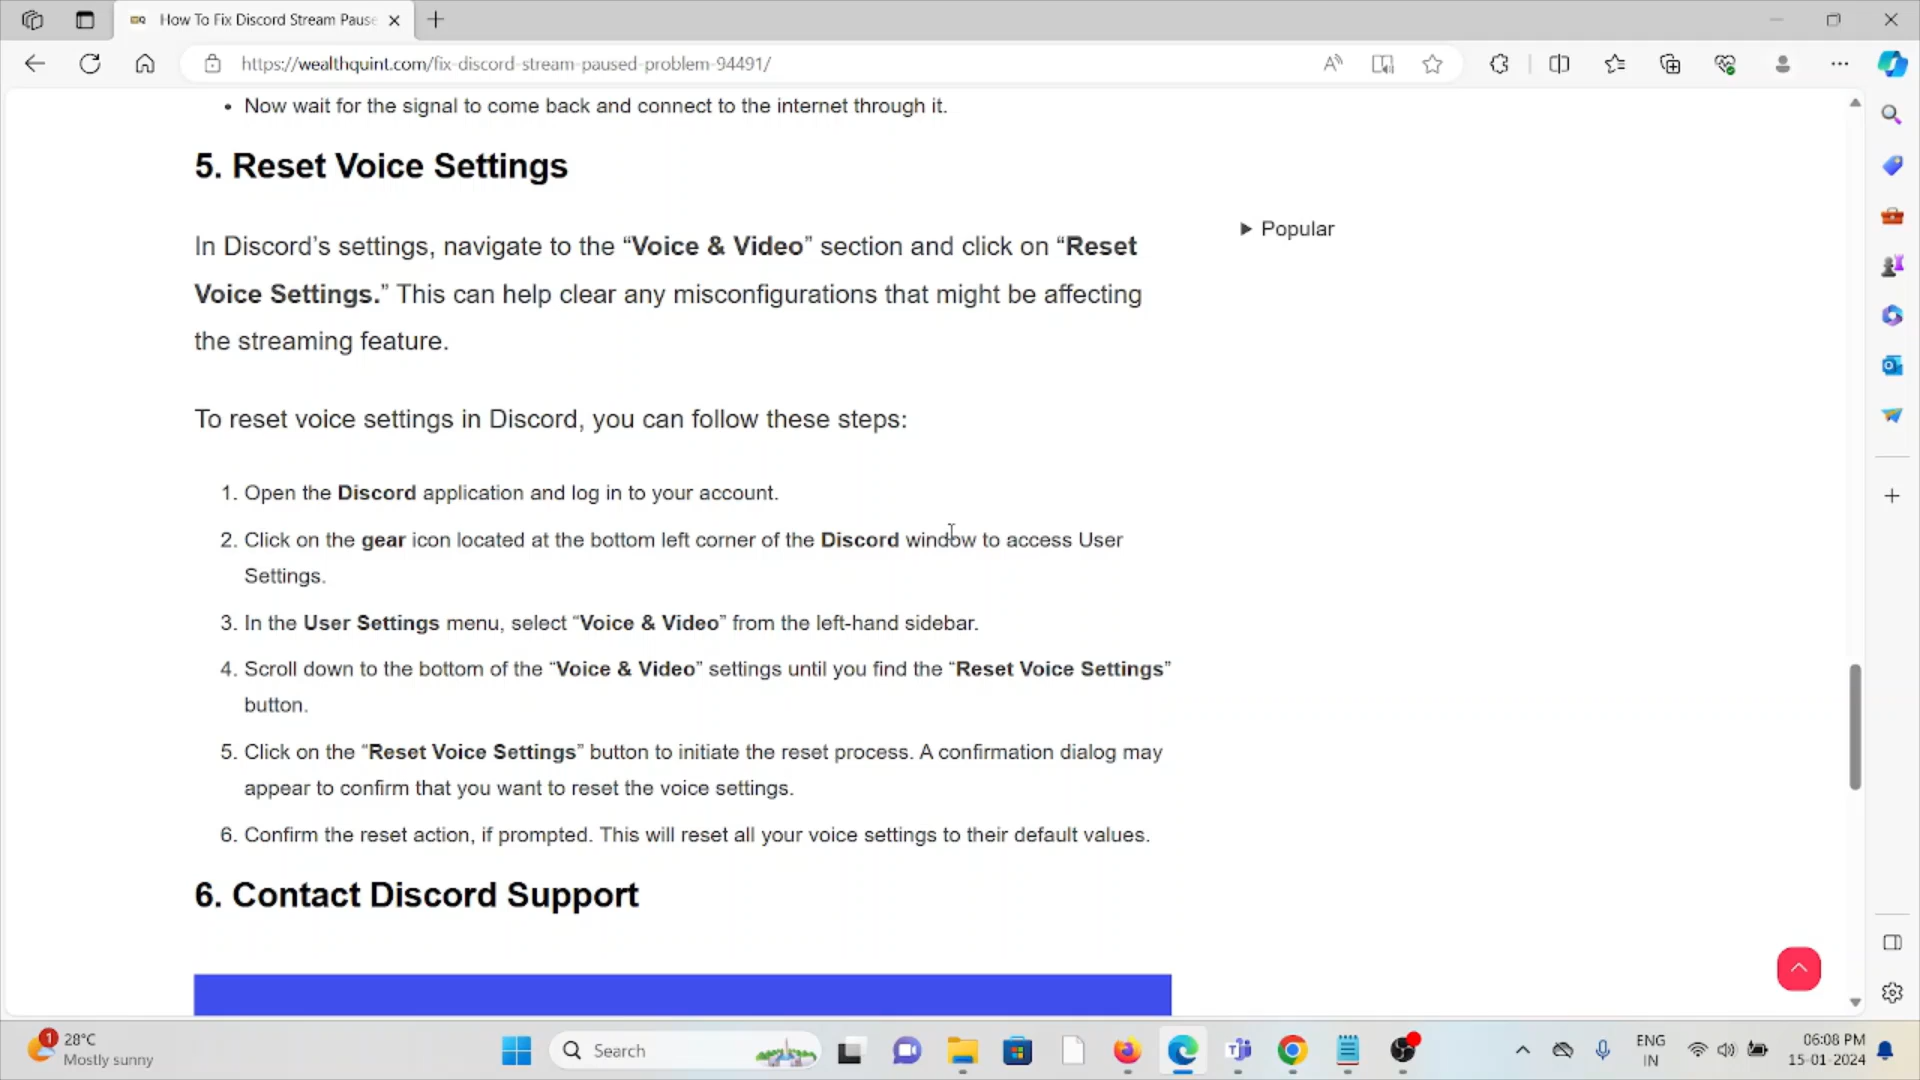 How To Fix Discord Stream Pause
https://wealthquint.com/fix-discord-stream-paused-problem-94491/
• Now wait for the signal to come back and connect to the internet through it.
5. Reset Voice Settings
In Discord’s settings, navigate to the “Voice & Video” section and click on “Reset
Voice Settings.” This can help clear any misconfigurations that might be affecting
the streaming feature.
Popular
To reset voice settings in Discord, you can follow these steps:
1. Open the Discord application and log in to your account.
2. Click on the gear icon located at the bottom left corner of the Discord window to access User
Settings.
3. In the User Settings menu, select “Voice & Video” from the left-hand sidebar.
4. Scroll down to the bottom of the “Voice & Video” settings until you find the “Reset Voice Settings”
button.
5. Click on the “Reset Voice Settings” button to initiate the reset process. A confirmation dialog may
appear to confirm that you want to reset the voice settings.
6. Confirm the reset action, if prompted. This will reset all your voice settings to their default values.
6. Contact Discord Support
1
28°C
Mostly sunny
Search
ENG
IN
06:08 PM
15-01-2024